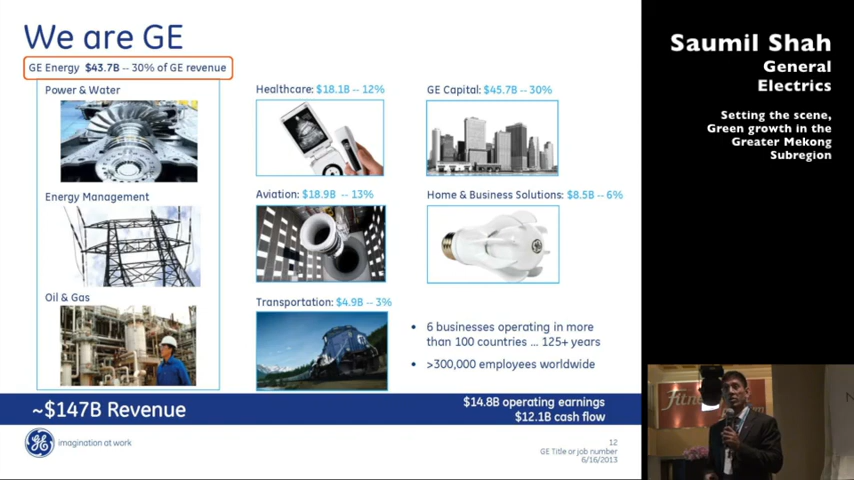 We are GE
GE Energy $43.7B -- 30% of GE revenue
Power & Water
Energy Management
Oil & Gas
Healthcare: $18.1B -- 12%
Aviation: $18.9B -- 13%
Transportation: $4.9B -- 3%
GE Capital: $45.7B -- 30%
Home & Business Solutions: $8.5B -- 6%
• 6 businesses operating in more
than 100 countries ... 125+ years
• >300,000 employees worldwide
~$147B Revenue
$14.8B operating earnings
$12.1B cash flow
imagination at work
12
GE Title or job number
6/16/2013
Saumil Shah
General
Electrics
Setting the scene,
Green growth in the
Greater Mekong
Subregion